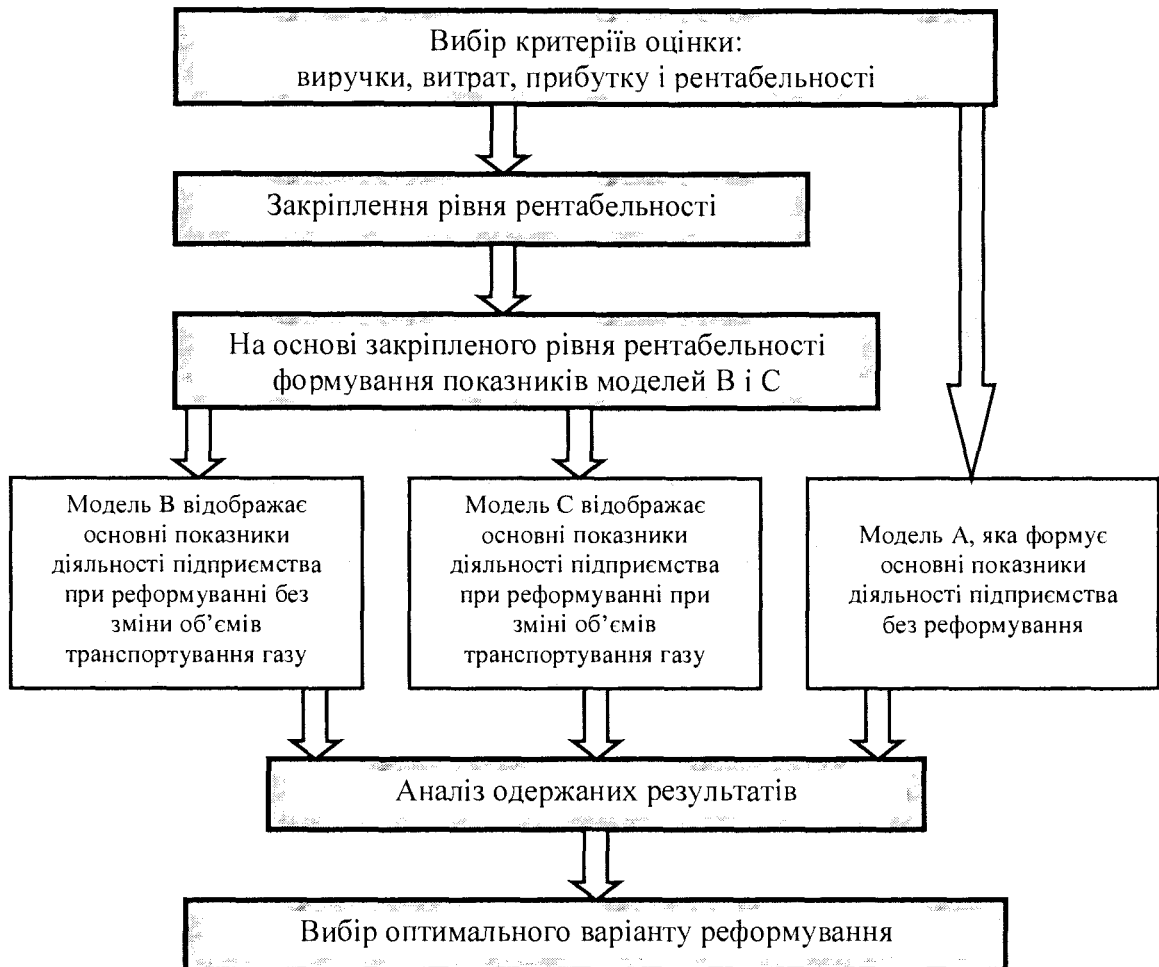 Вибір критеріїв оцінки:
виручки, витрат, прибутку і рентабельності
Закріплення рівня рентабельності
На основі закріпленого рівня рентабельності
формування показників моделей В і С
Модель В відображає
основні показники
діяльності підприємства
при реформуванні без
зміни об’ємів
транспортування газу
Модель С відображає
основні показники
діяльності підприємства
при реформуванні при
зміні об’ємів
транспортування газу
Модель А, яка формує
основні показники
діяльності підприємства
без реформування
Аналіз одержаних результатів
Вибір оптимального варіанту реформування